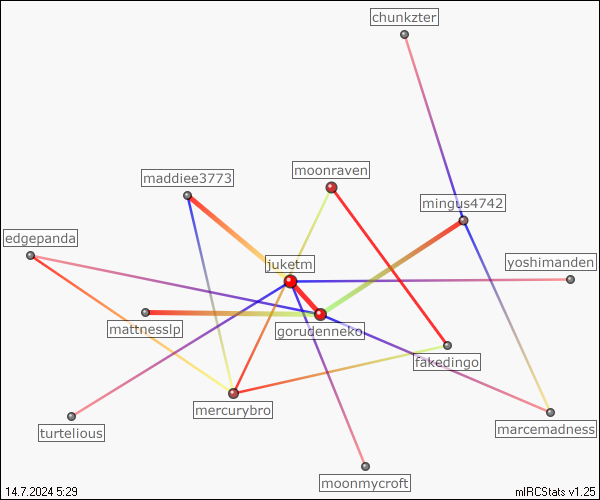 chunkzter
moonraven
maddiee3773
mingus4742
edgepanda
juketm
yoshimanden
mattnesslp
gorudenneko
fakedingo
mercurybro
turtelious
marcemadness
moonmycroft
14.7.2024 5:29
mIRCStats v1.25